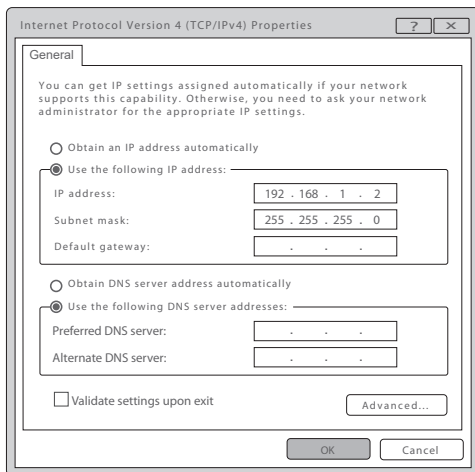 Internet Protocol Version 4 (TCP/IPv4) Properties ? ×
General
You can get IP settings assigned automatically if your network
supports this capability. Otherwise, you need to ask your network
administrator for the appropriate IP settings.
Obtain an IP address automatically
Use the following IP address:
IP address: 192 . 168 . 1 . 2
Subnet mask: 255 . 255 . 255 . 0
Default gateway: . . .
Obtain DNS server address automatically
Use the following DNS server addresses:
Preferred DNS server: . . .
Alternate DNS server: . . .
Validate settings upon exit
Advanced...
OK Cancel